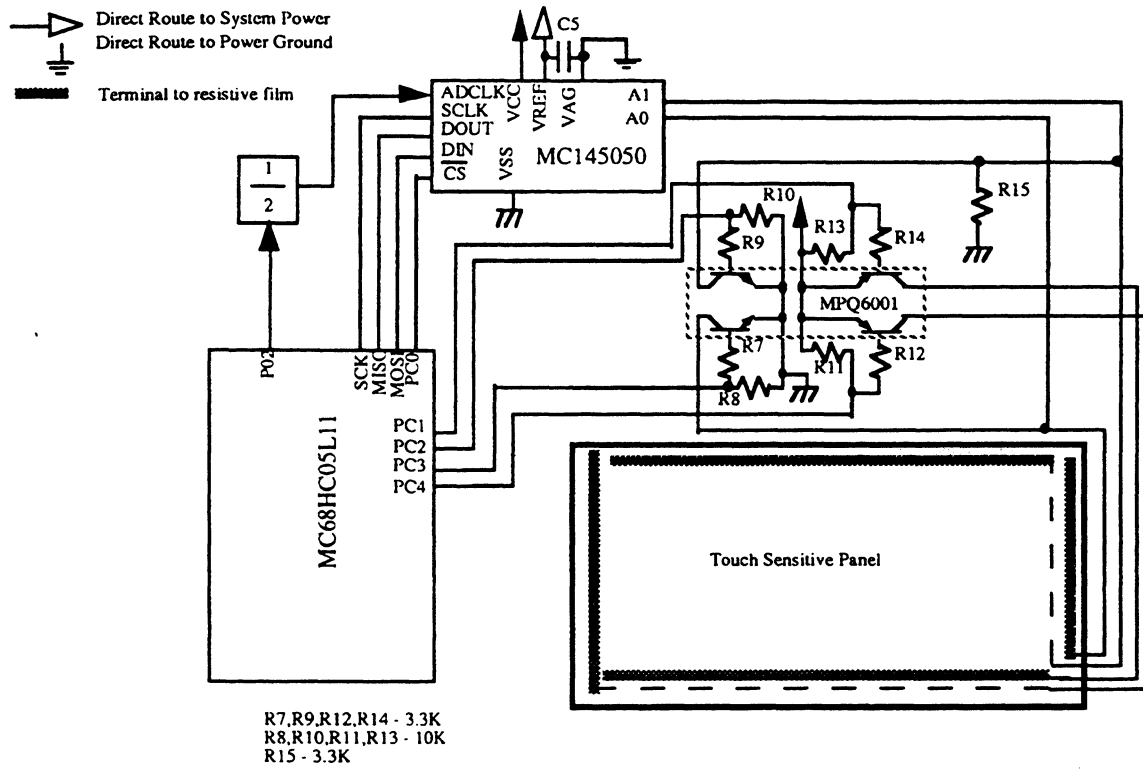 Direct Route to System Power
Direct Route to Power Ground
Terminal to resistive film
C5
ADCLK
SCLK
DOUT
DIN
CS
VCC
VREF
VAG
VSS
A1
A0
MC145050
1
2
R10
R9
R13
R14
R15
MPQ6001
R7
R8
R11
R12
P02
SCK
MISO
MOSI
PC0
PC1
PC2
PC3
PC4
MC68HC05L11
Touch Sensitive Panel
R7,R9,R12,R14 - 3.3K
R8,R10,R11,R13 - 10K
R15 - 3.3K